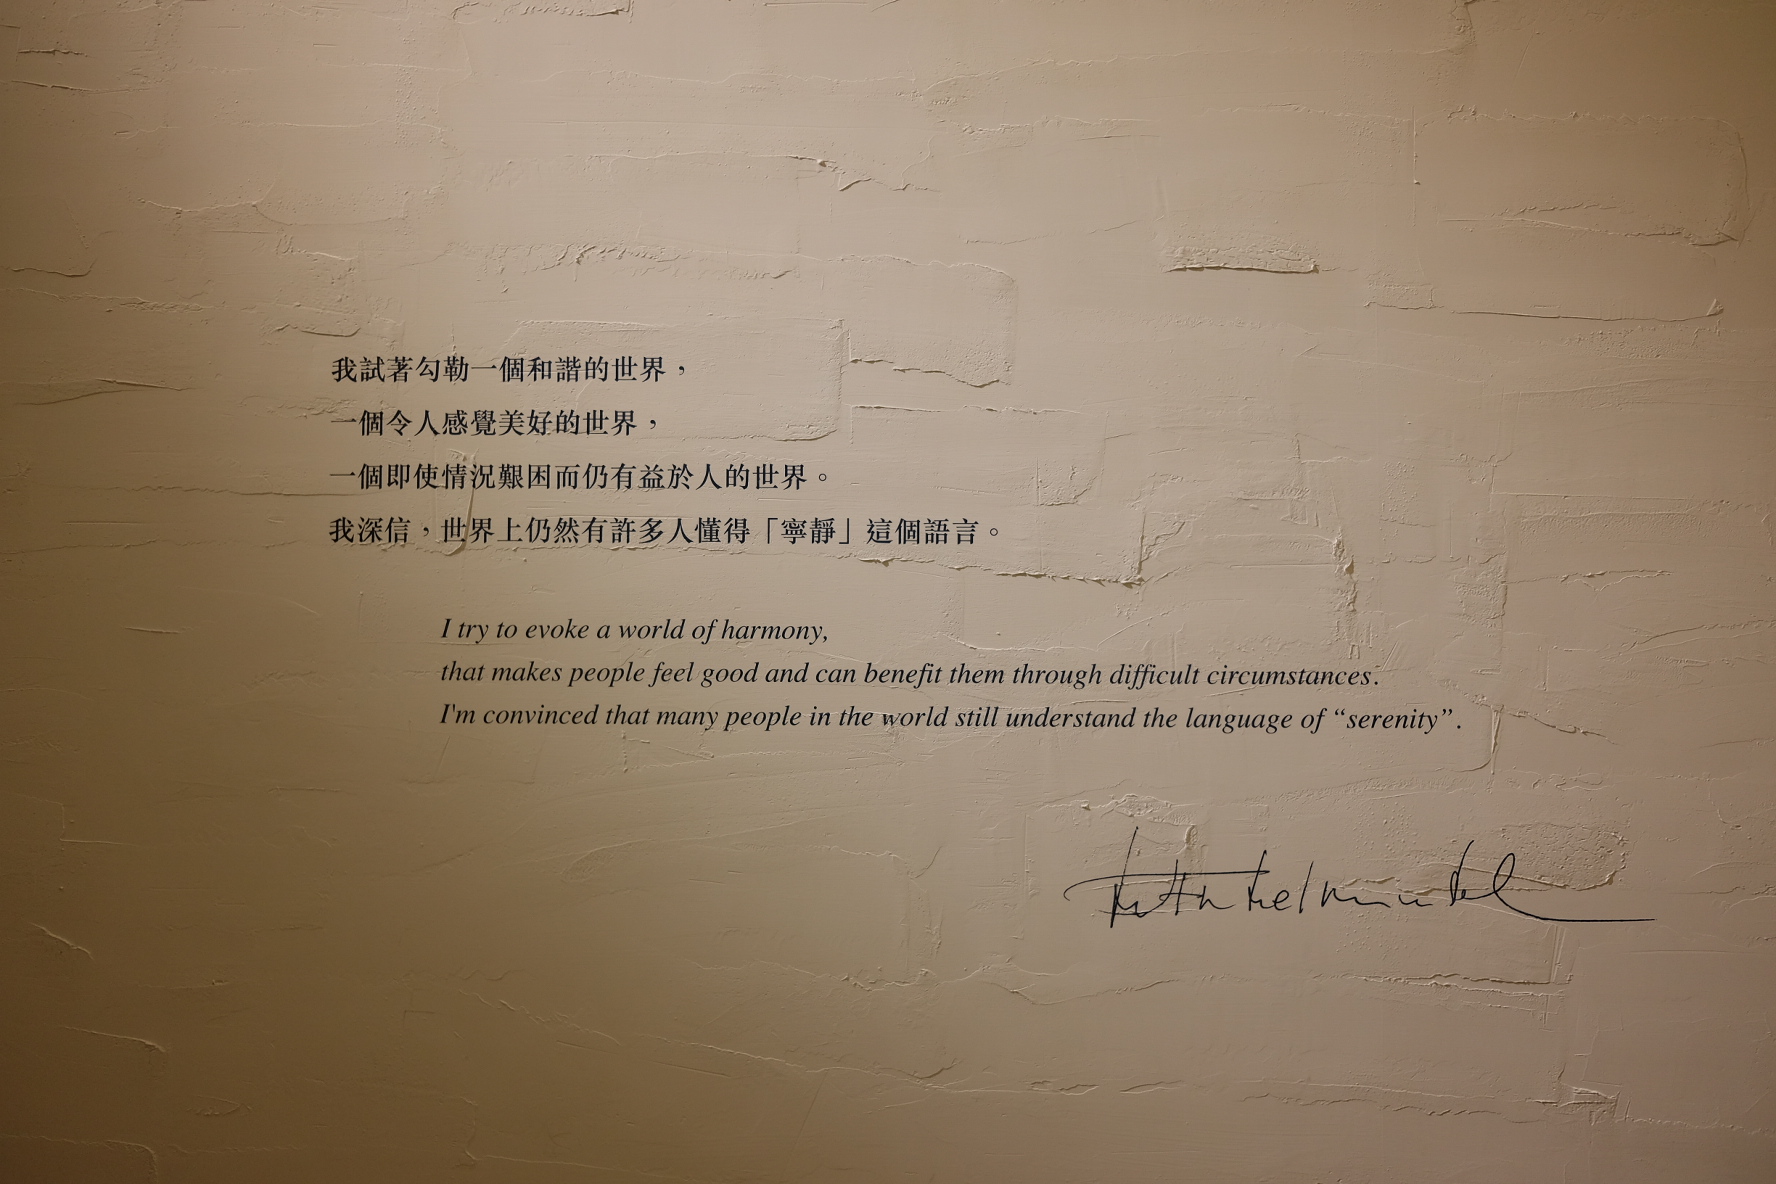 我試著勾勒一個和諧的世界，
一個令人感覺美好的世界，
一個即使情況艱困而仍有益於人的世界。
我深信，世界上仍然有許多人懂得「寧靜」這個語言。
I try to evoke a world of harmony,
that makes people feel good and can benefit them through difficult circumstances.
I'm convinced that many people in the world still understand the language of “serenity”.